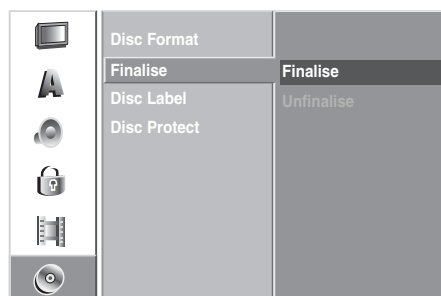 Disc Format
Finalise
Disc Label
Disc Protect
Finalise
Unfinalise